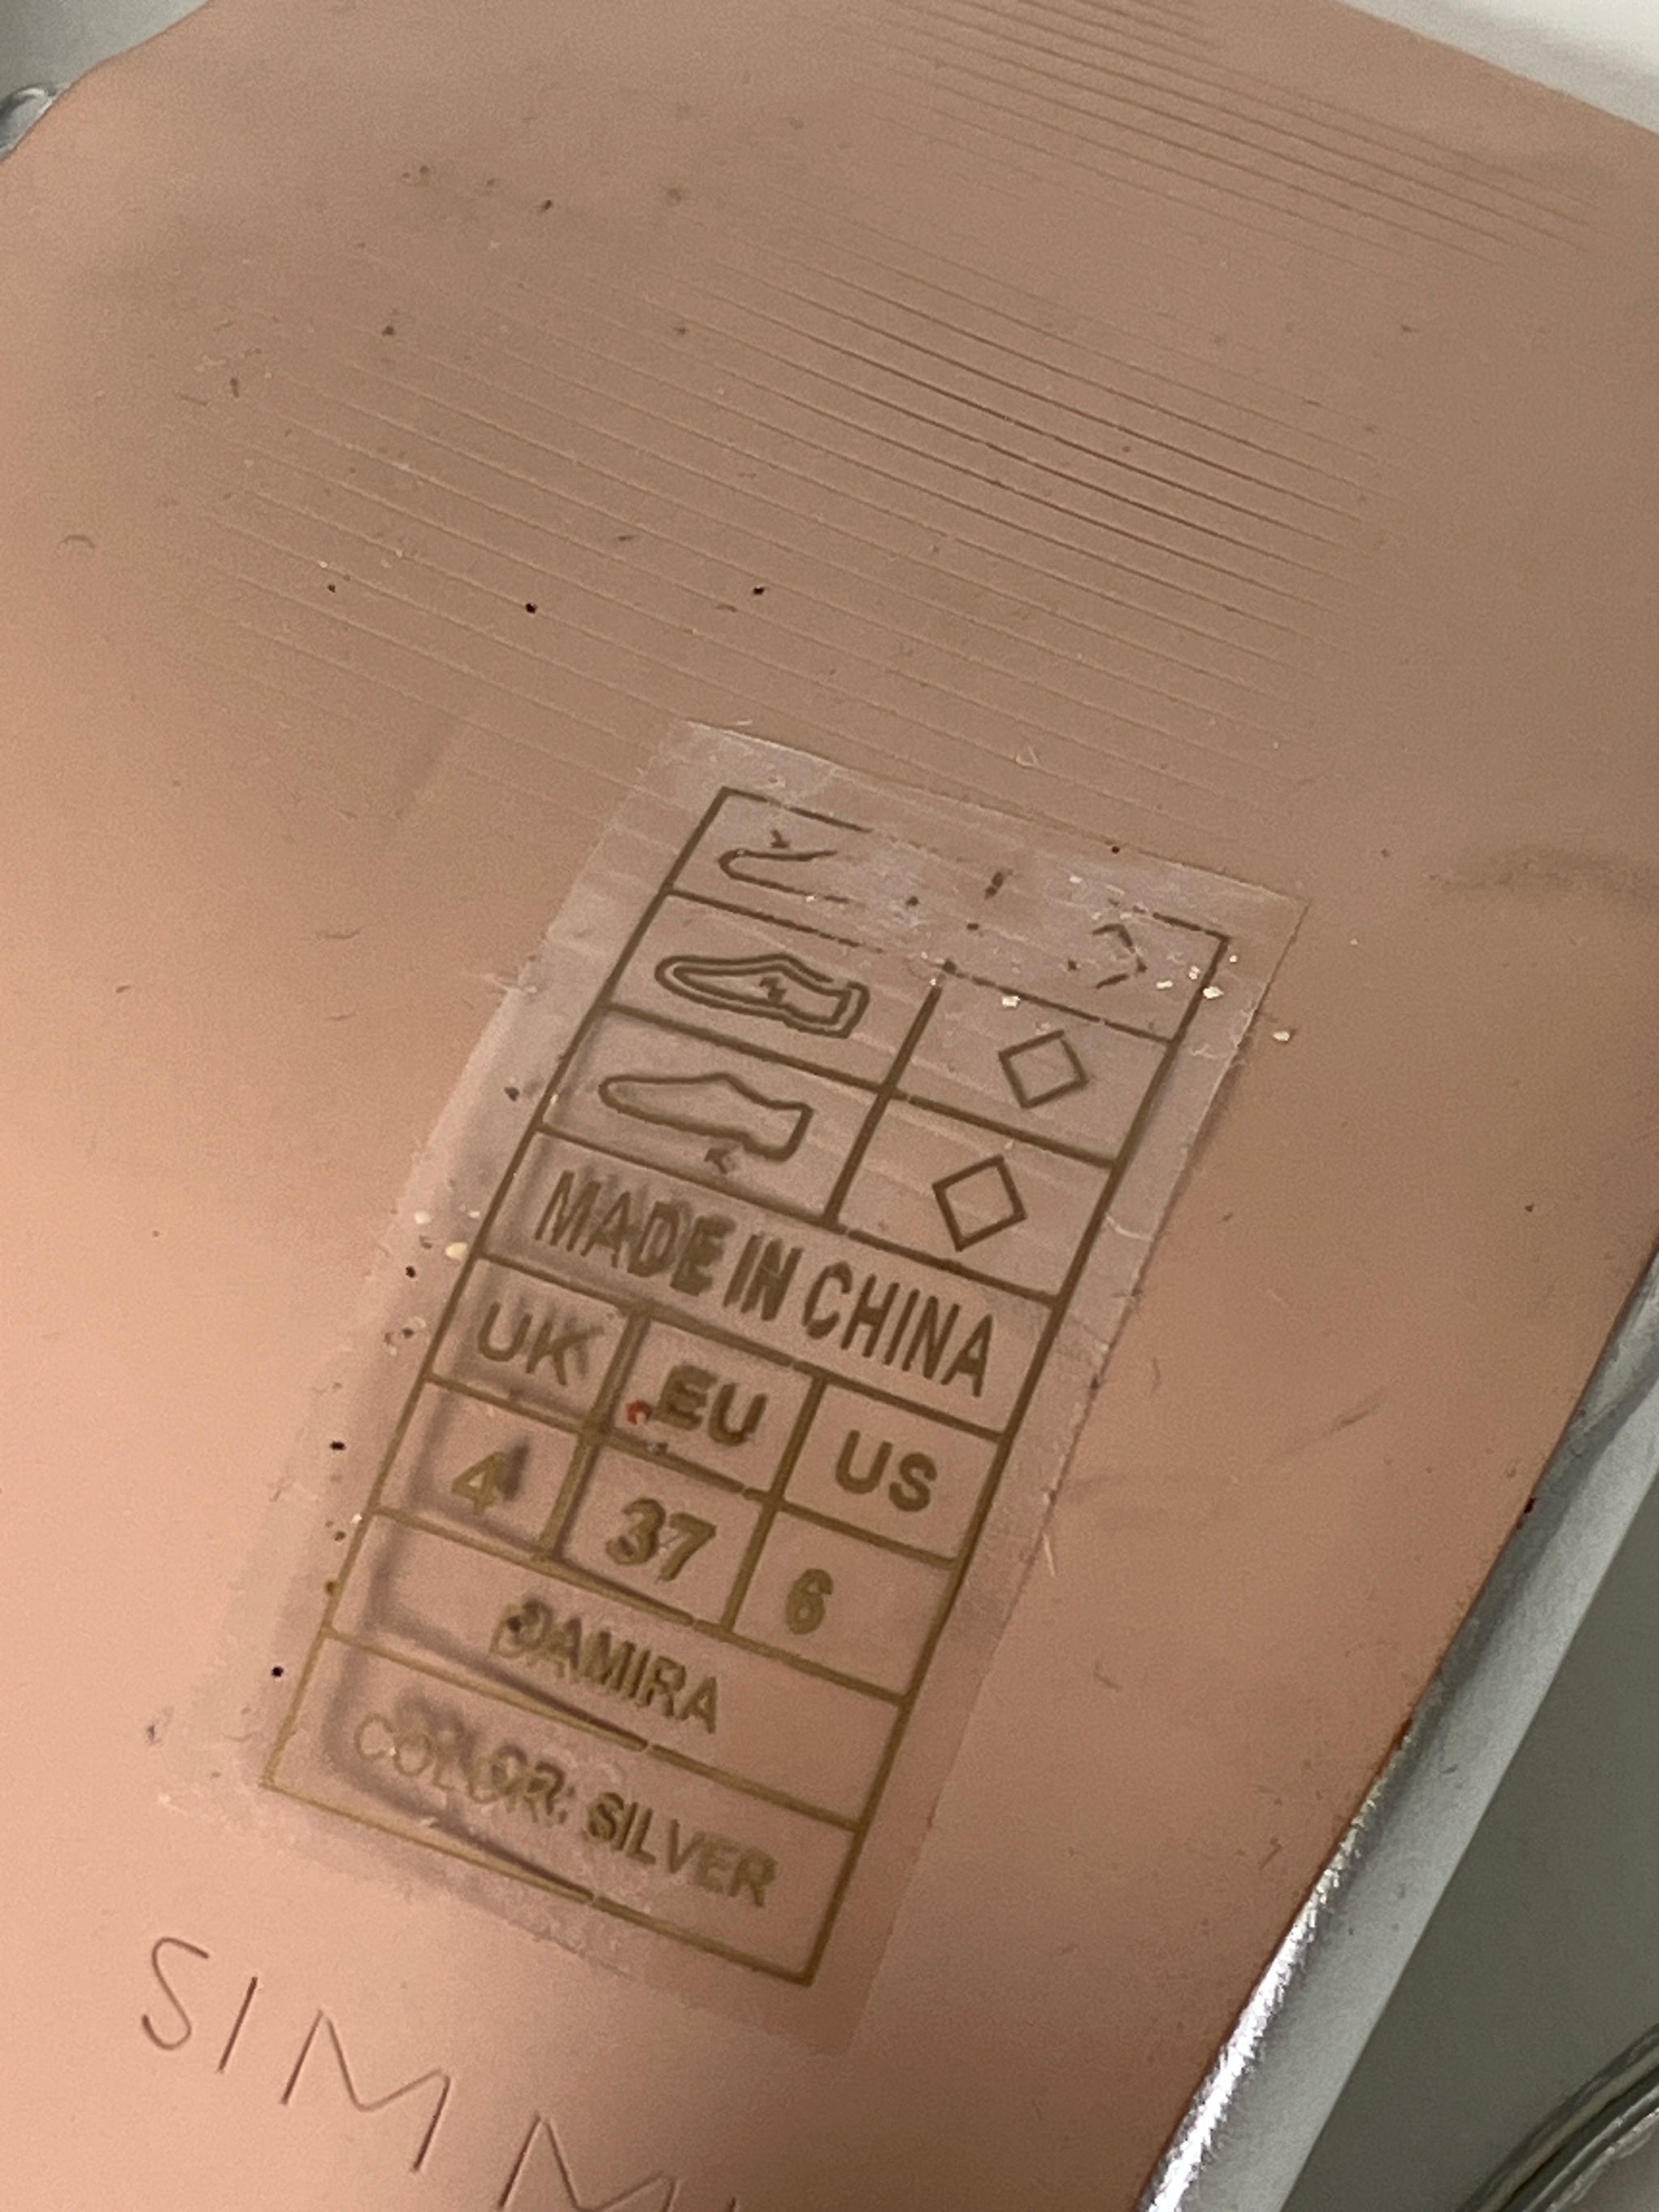 MADE IN CHINA
UK EU US
4 37 6
DAMIRA
COLOR: SILVER
SIMM